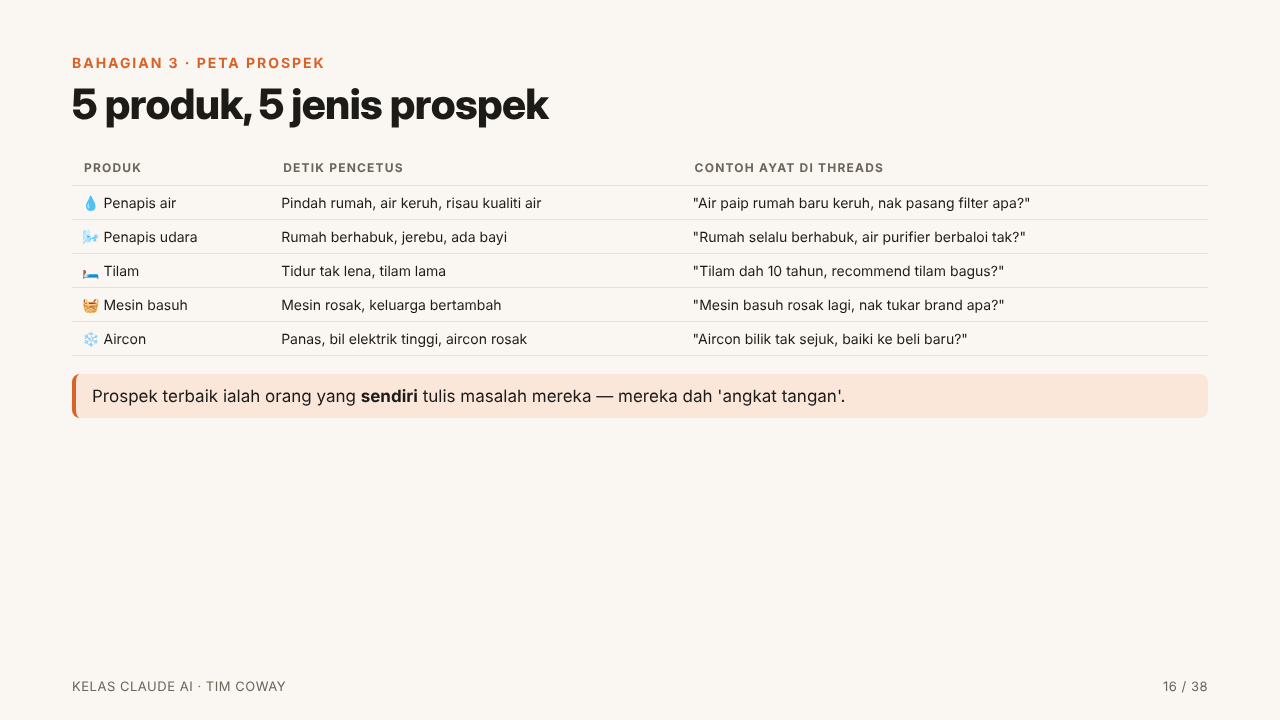 BAHAGIAN 3 · PETA PROSPEK
5 produk, 5 jenis prospek
PRODUK DETIK PENCETUS CONTOH AYAT DI THREADS
💧 Penapis air Pindah rumah, air keruh, risau kualiti air "Air paip rumah baru keruh, nak pasang filter apa?"
🌬️ Penapis udara Rumah berhabuk, jerebu, ada bayi "Rumah selalu berhabuk, air purifier berbaloi tak?"
🛏️ Tilam Tidur tak lena, tilam lama "Tilam dah 10 tahun, recommend tilam bagus?"
🧺 Mesin basuh Mesin rosak, keluarga bertambah "Mesin basuh rosak lagi, nak tukar brand apa?"
❄️ Aircon Panas, bil elektrik tinggi, aircon rosak "Aircon bilik tak sejuk, baiki ke beli baru?"
Prospek terbaik ialah orang yang sendiri tulis masalah mereka — mereka dah 'angkat tangan'.
KELAS CLAUDE AI · TIM COWAY 16 / 38